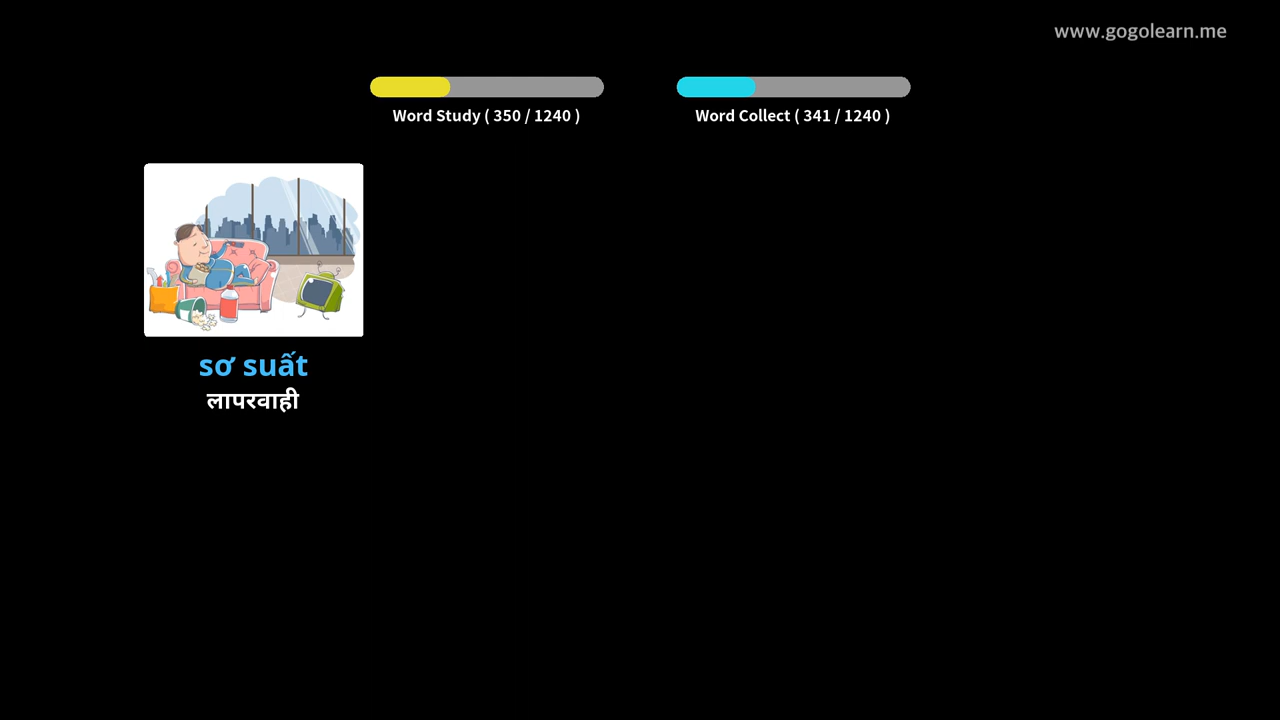 www.gogolearn.me
Word Study ( 350 / 1240 )
Word Collect ( 341 / 1240 )
sơ suất
लापरवाही